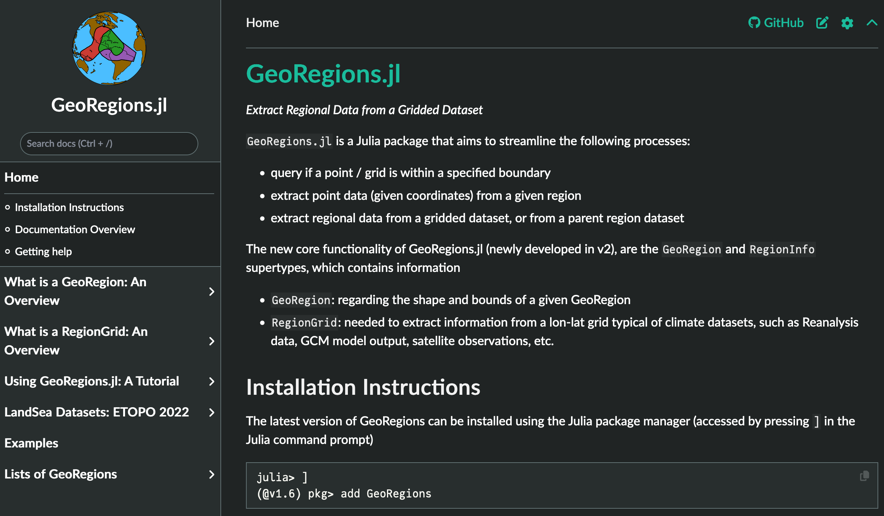 GeoRegions.jl
Search docs (Ctrl + /)
Home
Installation Instructions
Documentation Overview
Getting help
What is a GeoRegion: An
Overview
What is a RegionGrid: An
Overview
Using GeoRegions.jl: A Tutorial
LandSea Datasets: ETOPO 2022
Examples
Lists of GeoRegions
Home
GitHub
GeoRegions.jl
Extract Regional Data from a Gridded Dataset
GeoRegions.jl is a Julia package that aims to streamline the following processes:
• query if a point / grid is within a specified boundary
• extract point data (given coordinates) from a given region
• extract regional data from a gridded dataset, or from a parent region dataset
The new core functionality of GeoRegions.jl (newly developed in v2), are the GeoRegion and RegionInfo
supertypes, which contains information
• GeoRegion: regarding the shape and bounds of a given GeoRegion
• RegionGrid: needed to extract information from a lon-lat grid typical of climate datasets, such as Reanalysis
data, GCM model output, satellite observations, etc.
Installation Instructions
The latest version of GeoRegions can be installed using the Julia package manager (accessed by pressing ] in the
Julia command prompt)
julia> ]
(@v1.6) pkg> add GeoRegions